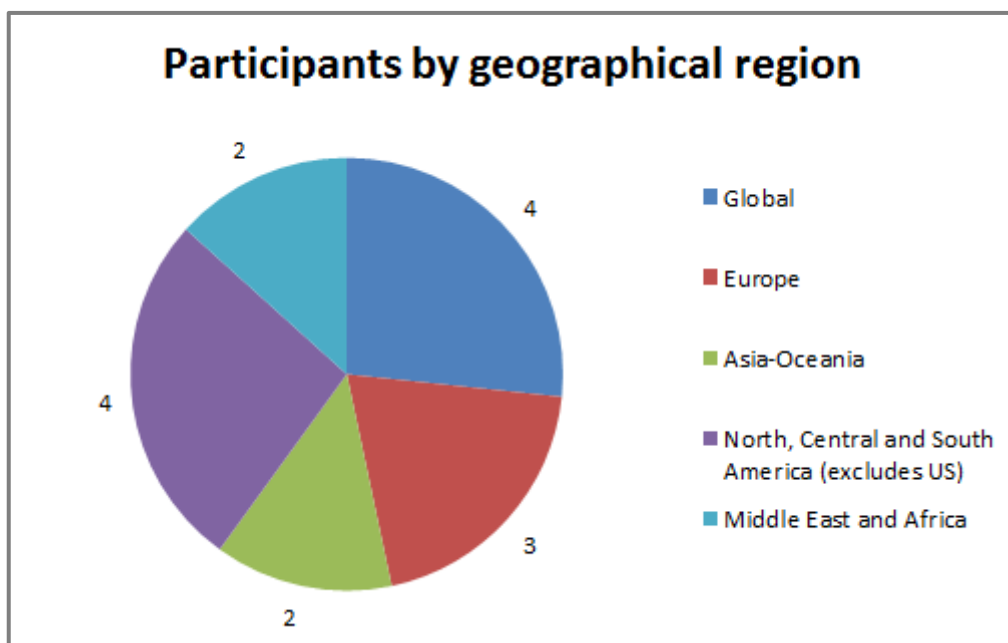 Participants by geographical region
2
4
4
3
2
Global
Europe
Asia-Oceania
North, Central and South
America (excludes US)
Middle East and Africa